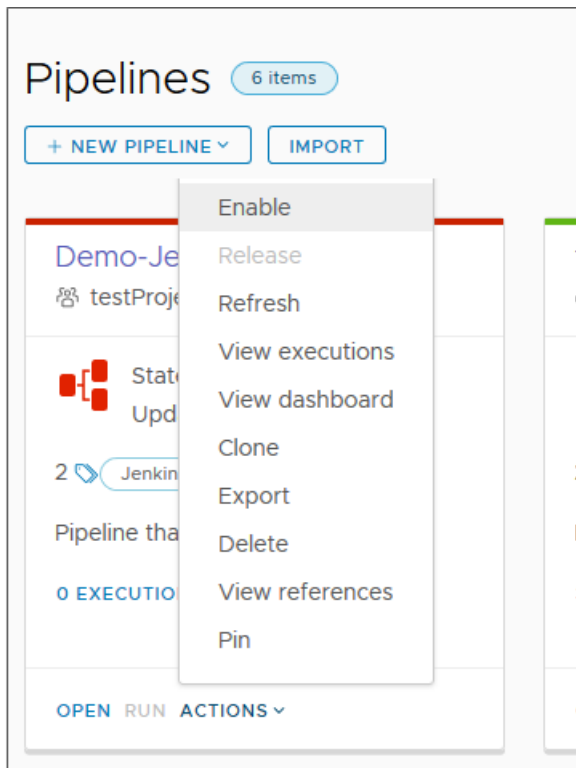 Pipelines 6 items
+ NEW PIPELINE IMPORT
Enable
Demo-Je
Release
testProje
Refresh
View executions
State
Upd
View dashboard
Clone
2 Jenkin
Export
Pipeline tha
Delete
0 EXECUTIO
View references
Pin
OPEN RUN ACTIONS